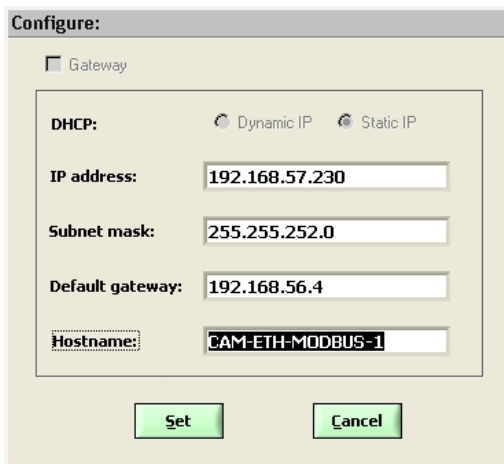 Configure:
Gateway
DHCP: Dynamic IP Static IP
IP address: 192.168.57.230
Subnet mask: 255.255.252.0
Default gateway: 192.168.56.4
Hostname: CAM-ETH-MODBUS-1
Set Cancel